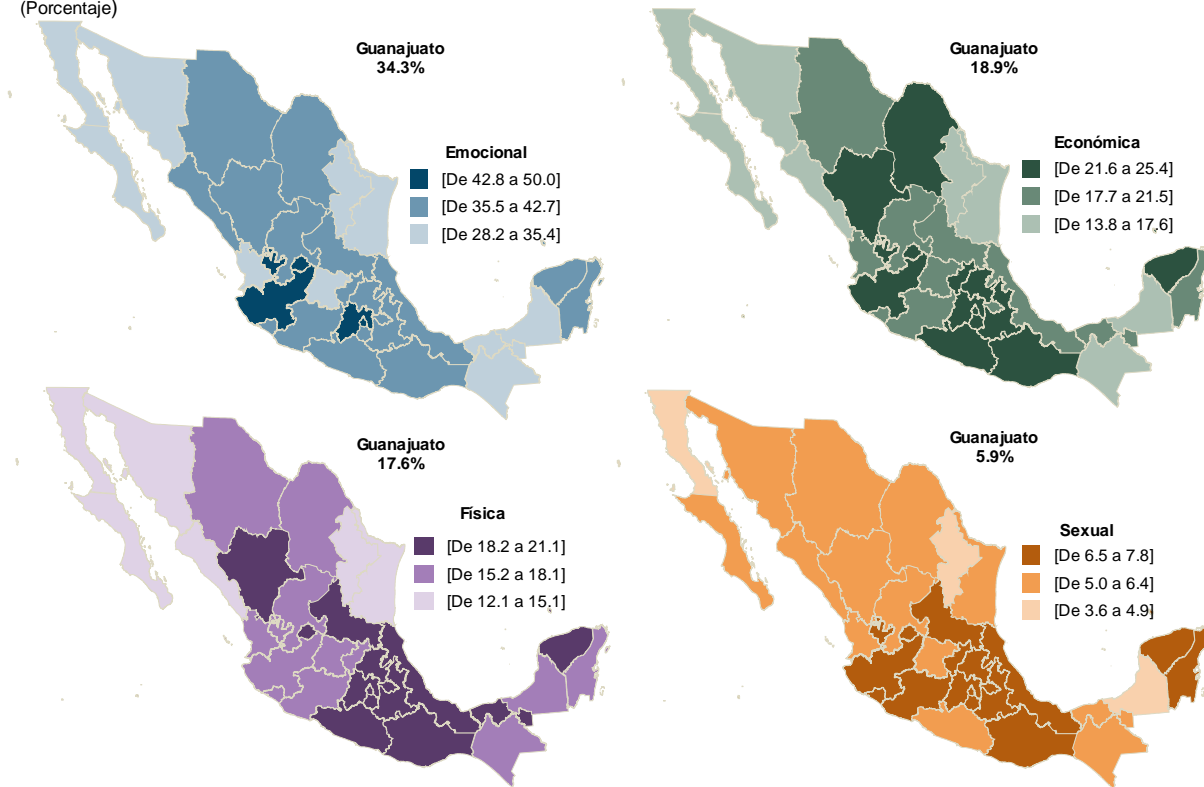 (Porcentaje)
Guanajuato
34.3%
Emocional
[De 42.8 a 50.0]
[De 35.5 a 42.7]
[De 28.2 a 35.4]
Guanajuato
18.9%
Económica
[De 21.6 a 25.4]
[De 17.7 a 21.5]
[De 13.8 a 17.6]
Guanajuato
17.6%
Física
[De 18.2 a 21.1]
[De 15.2 a 18.1]
[De 12.1 a 15.1]
Guanajuato
5.9%
Sexual
[De 6.5 a 7.8]
[De 5.0 a 6.4]
[De 3.6 a 4.9]